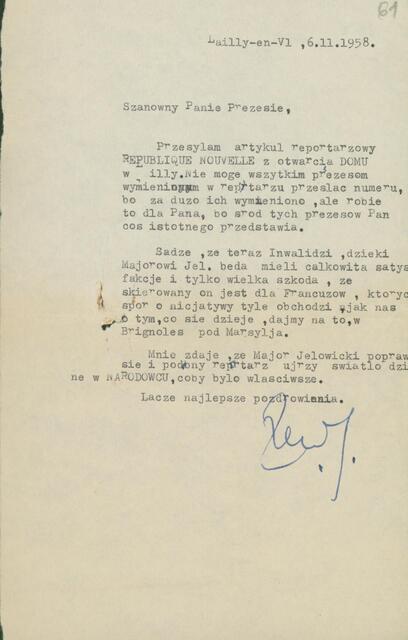 61
Lailly-en-Vl ,6.11.1958.
Szanowny Panie Prezesie,
Przesylam artykul reportarzowy
REPUBLIQUE NOUVELLE z otwarcia DOMU
w illy.Nie moge wszytkim prezesom
wymienionym w reportarzu przeslac numeru,
bo za duzo ich wymieniono ,ale robie
to dla Pana, bo srod tych prezesow Pan
cos istotnego przedstawia.
Sadze ,ze teraz Inwalidzi ,dzieki
Majorowi Jel. beda mieli calkowita satys
fakcje i tylko wielka szkoda , ze
skierowany on jest dla Francuzow , ktoryc
spor o nicjatywy tyle obchodzi ,jak nas
o tym,co sie dzieje ,dajmy na to,w
Brignoles pod Marsylja.
Mnie zdaje ,ze Major Jelowicki popraw
sie i podony reportarz ujrzy swiatlo dzi
ne w NARODOWCU,coby bylo wlasciwsze.
Lacze najlepsze pozdrowiania.